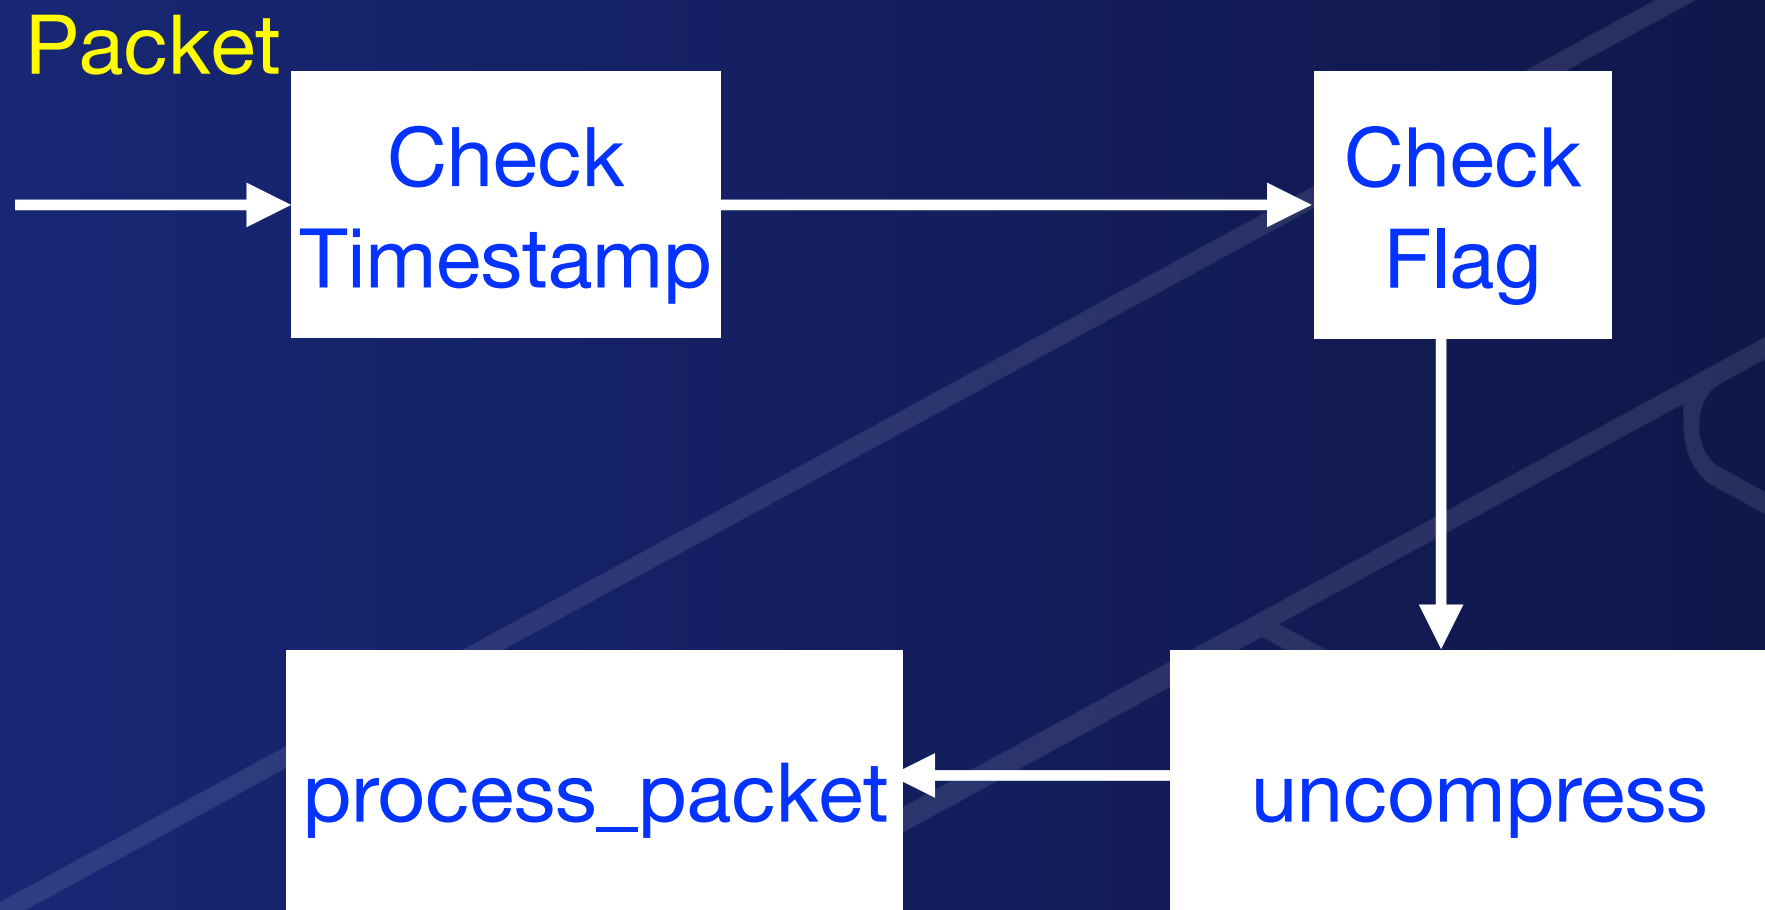 Packet
Check
Timestamp
Check
Flag
process_packet
uncompress